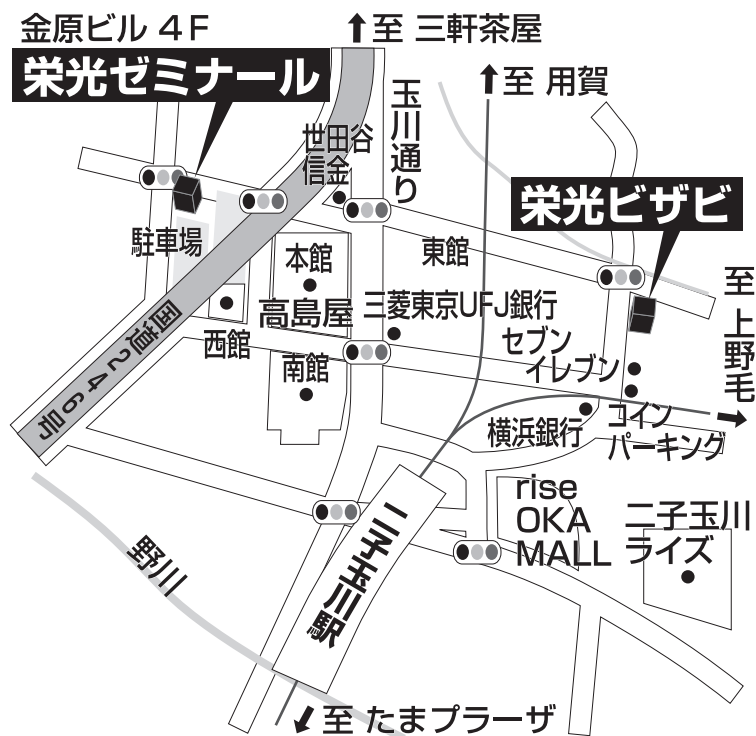 金原ビル 4F
栄光ゼミナール
至 三軒茶屋
至 用賀
玉川通り
世田谷
信金
栄光ビザビ
駐車場
本館
東館
至 上野毛
高島屋
三菱東京UFJ銀行
国道246号
西館
セブン
イレブン
南館
コイン
パーキング
横浜銀行
rise
OKA
MALL
二子玉川
ライズ
二子玉川駅
野川
至 たまプラーザ